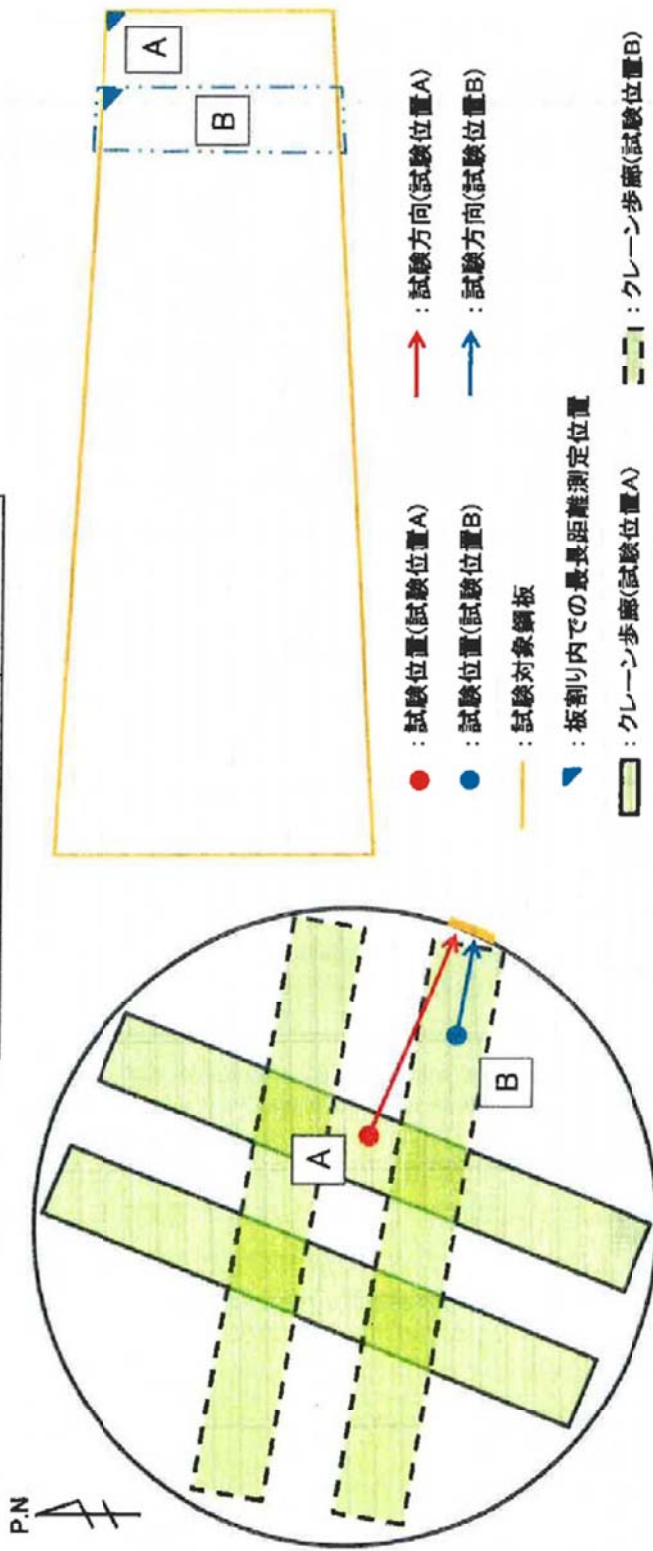 P.N
A
B
A
B
：試験位置(試験位置A)
：試験方向(試験位置A)
：試験位置(試験位置B)
：試験方向(試験位置B)
：試験対象鋼板
：板割り内での最長距離測定位置
：クレーン歩廊(試験位置A)
：クレーン歩廊(試験位置B)